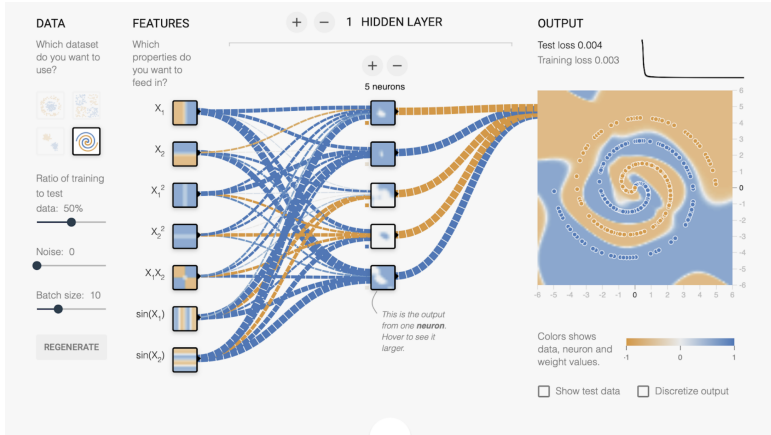 DATA
Which dataset
do you want to
use?
Ratio of training
to test
data: 50%
Noise: 0
Batch size: 10
REGENERATE
FEATURES
Which
properties do
you want to
feed in?
X1
X2
X1²
X2²
X1X2
sin(X1)
sin(X2)
+ − 1 HIDDEN LAYER
+ −
5 neurons
This is the output
from one neuron.
Hover to see it
larger.
OUTPUT
Test loss 0.004
Training loss 0.003
6
5
4
3
2
1
0
-1
-2
-3
-4
-5
-6
-6 -5 -4 -3 -2 -1 0 1 2 3 4 5 6
Colors shows
data, neuron and
weight values.
-1 0 1
Show test data Discretize output